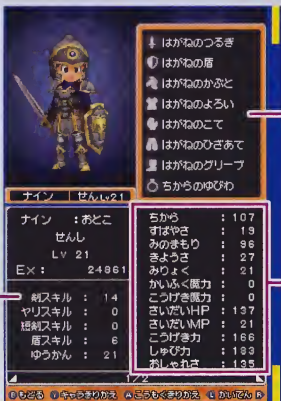 はがねのつるぎ
はがねの盾
はがねのかぶと
はがねのよろい
はがねのこて
はがねのひざあて
はがねのグリーブ
ちからのゆびわ
ナイン せんLv21
ナイン :おとこ
せんし
Lv 21
Ex: 24861
剣スキル : 14
ヤリスキル : 0
短剣スキル : 0
盾スキル : 6
ゆうかん : 21
ちから : 107
すばやさ : 19
みのまもり : 96
きようさ : 27
みりょく : 21
かいふく魔力 : 0
こうげき魔力 : 0
さいだいHP : 137
さいだいMP : 21
こうげき力 : 166
しゅび力 : 193
おしゃれさ : 135
1/2
Bもどる Yキャラきりかえ Aこうもくきりかえ Lかいてん R